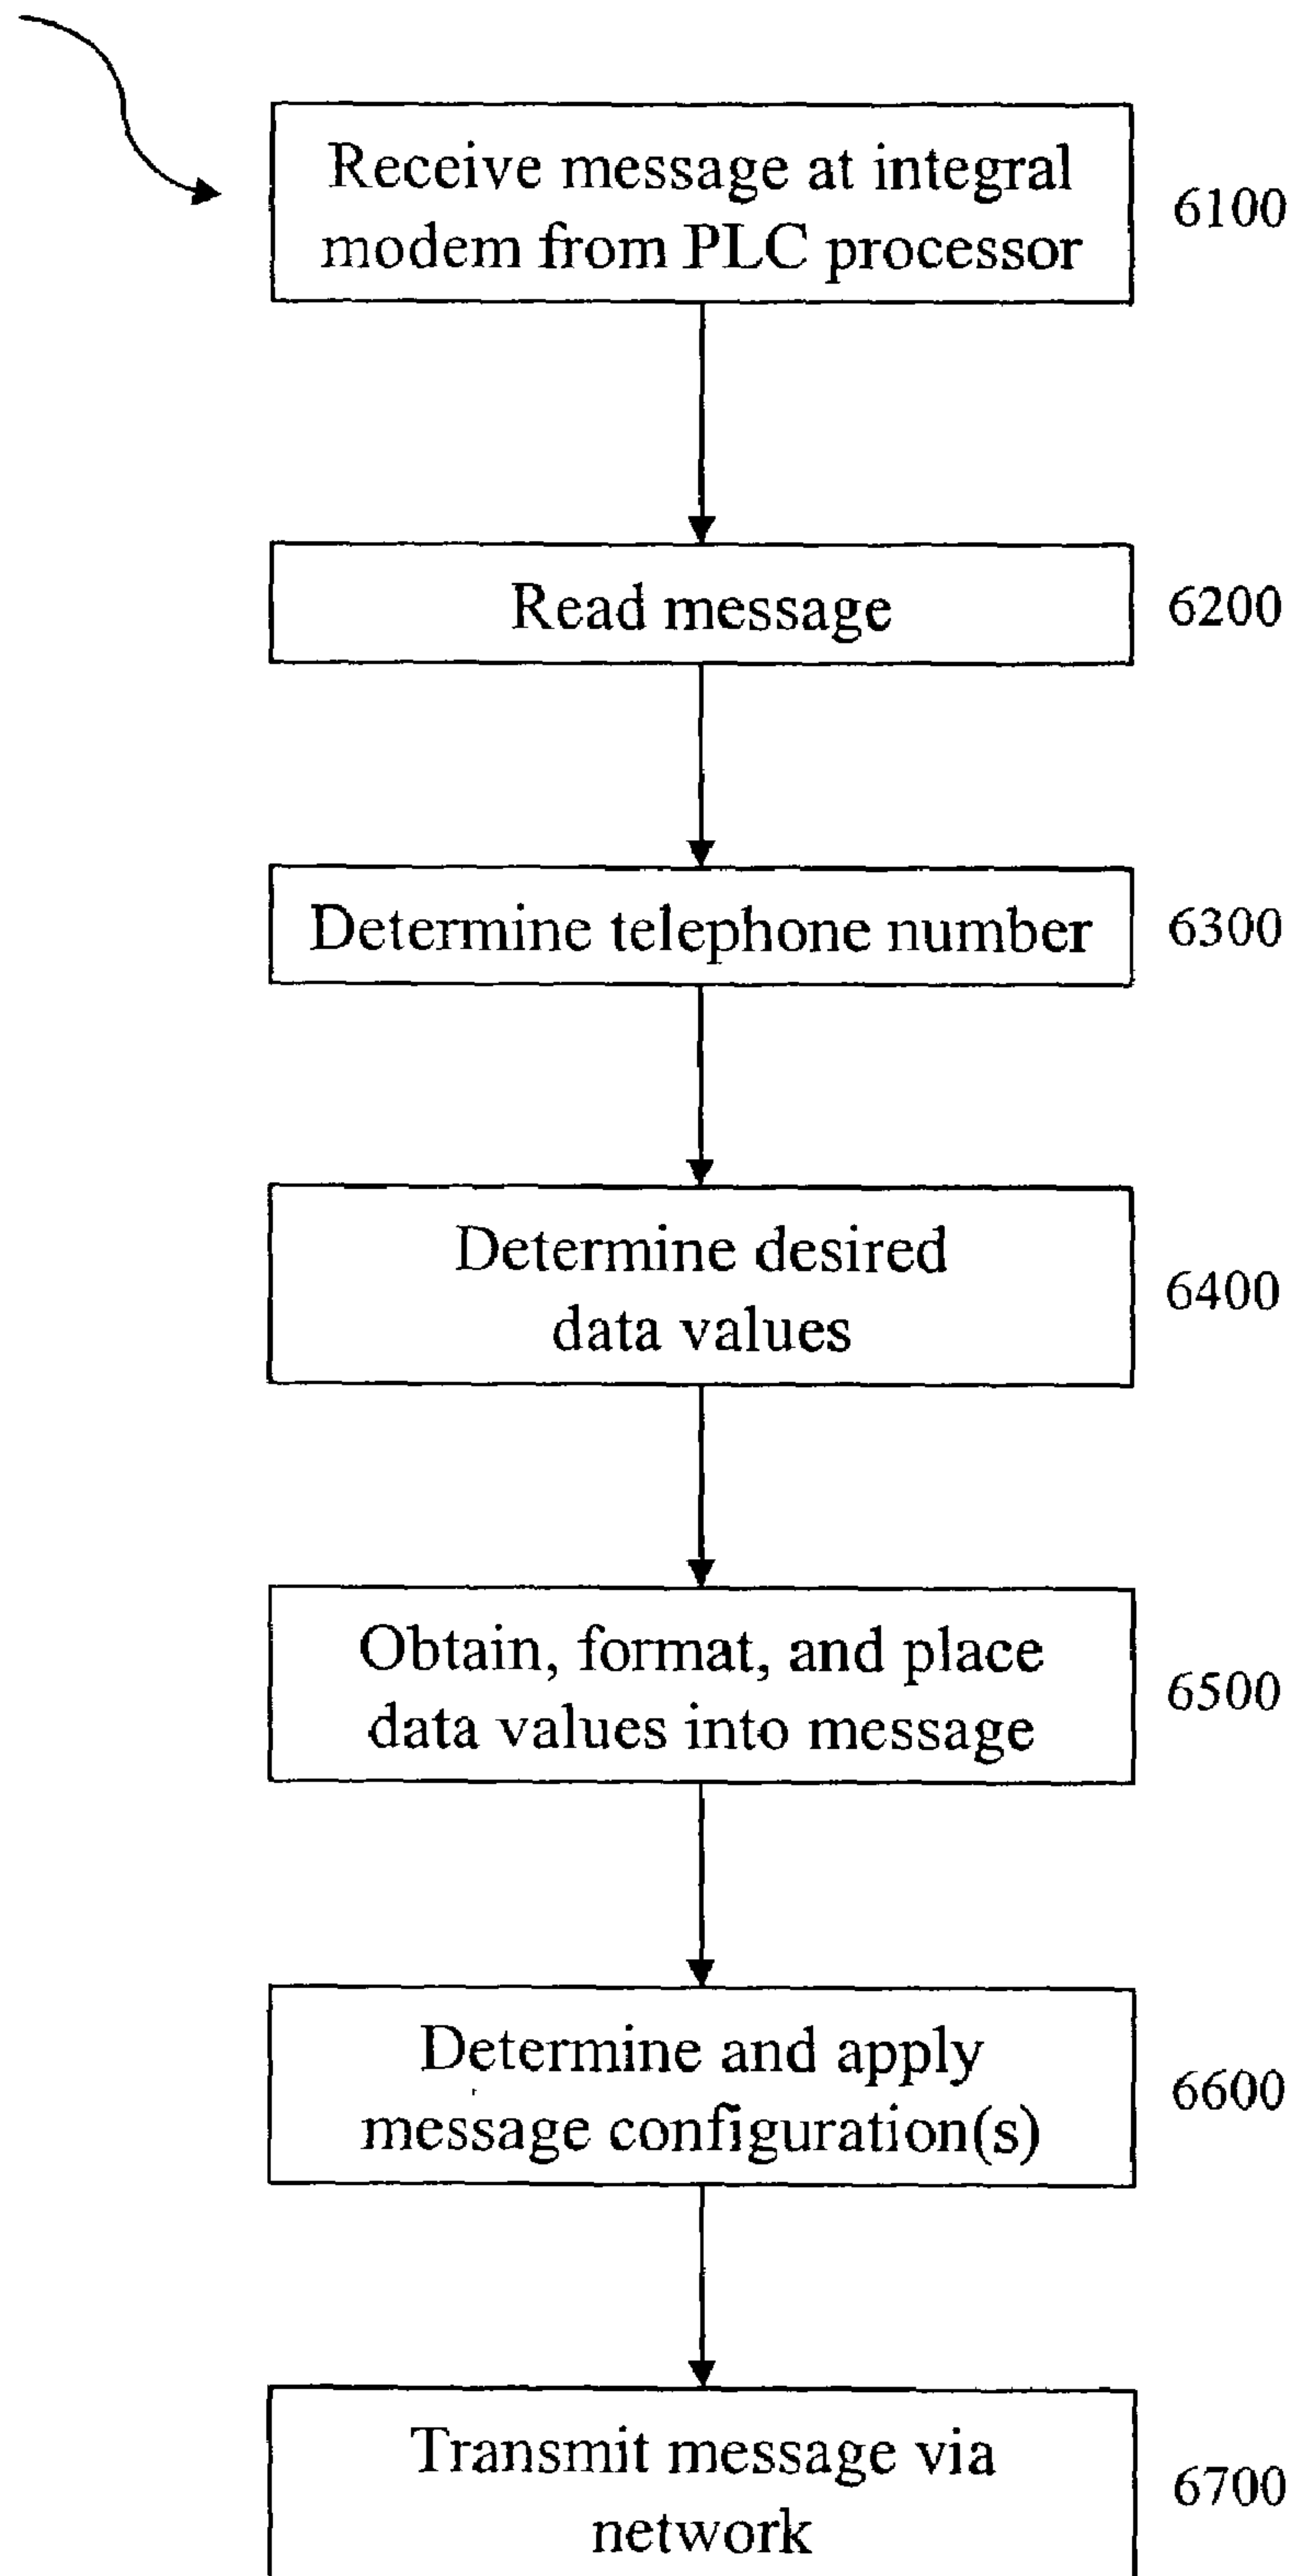 Receive message at integral
modem from PLC processor
6100
Read message
6200
Determine telephone number
6300
Determine desired
data values
6400
Obtain, format, and place
data values into message
6500
Determine and apply
message configuration(s)
6600
Transmit message via
network
6700